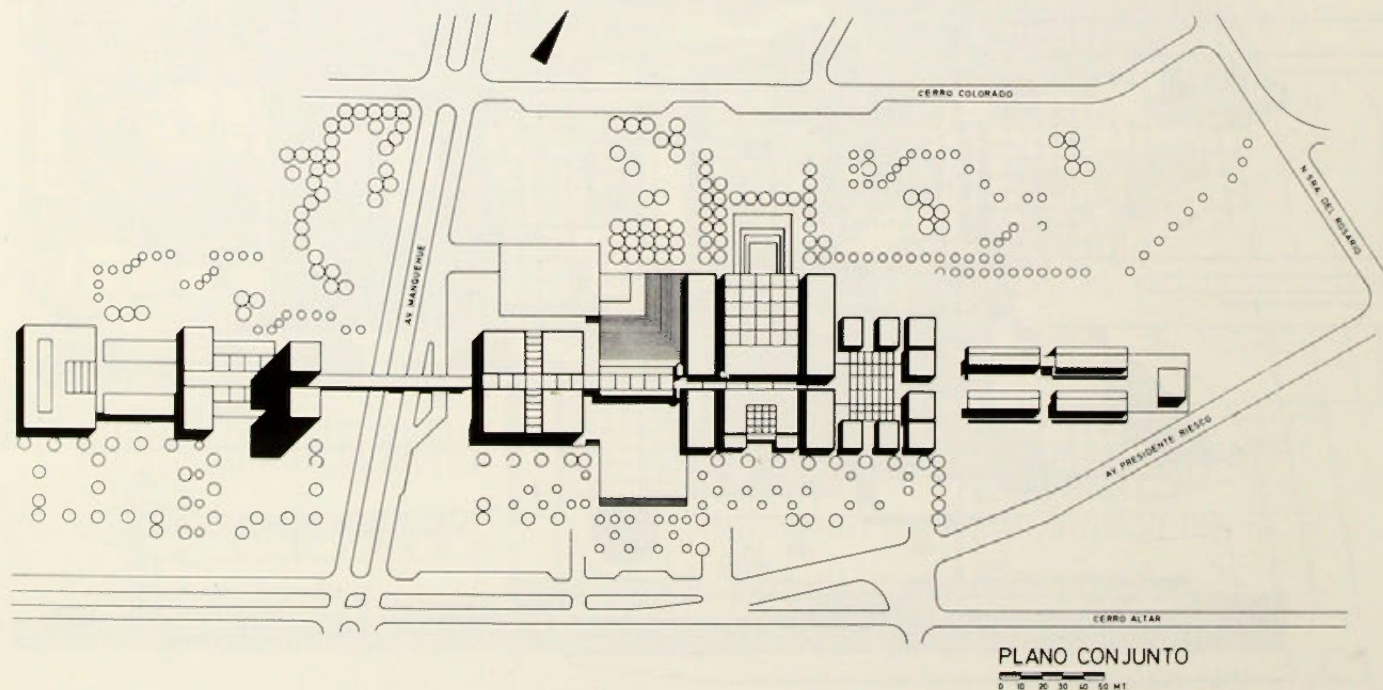 CERRO COLORADO
N. SRA. DEL ROSARIO
AV. MANQUEHUE
AV. PRESIDENTE RIESCO
CERRO ALTAR
PLANO CONJUNTO
0 10 20 30 40 50 MT